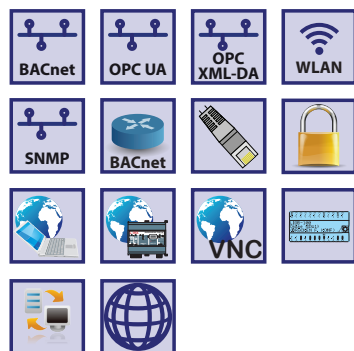 BACnet
OPC UA
OPC
XML-DA
WLAN
SNMP
BACnet
VNC